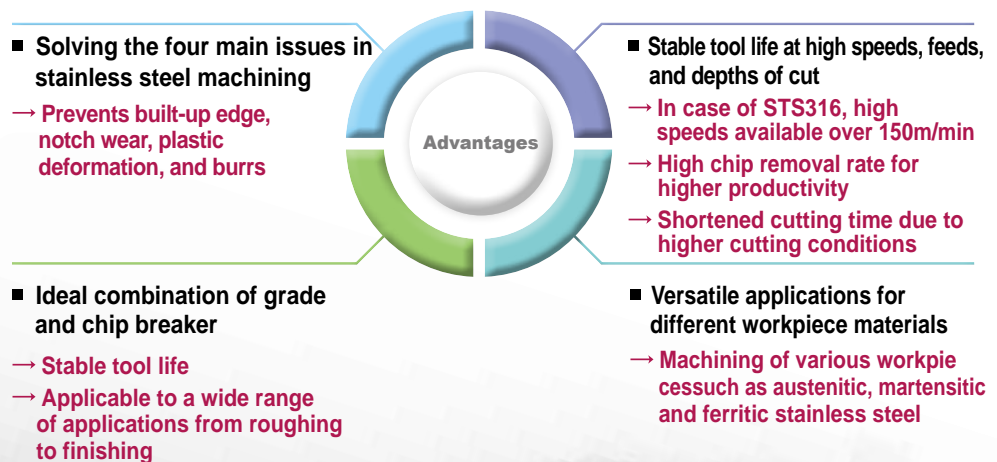 ■ Solving the four main issues in
stainless steel machining
→ Prevents built-up edge,
notch wear, plastic
deformation, and burrs
Advantages
■ Stable tool life at high speeds, feeds,
and depths of cut
→ In case of STS316, high
speeds available over 150m/min
→ High chip removal rate for
higher productivity
→ Shortened cutting time due to
higher cutting conditions
■ Ideal combination of grade
and chip breaker
→ Stable tool life
→ Applicable to a wide range
of applications from roughing
to finishing
■ Versatile applications for
different workpiece materials
→ Machining of various workpie
cessuch as austenitic, martensitic
and ferritic stainless steel